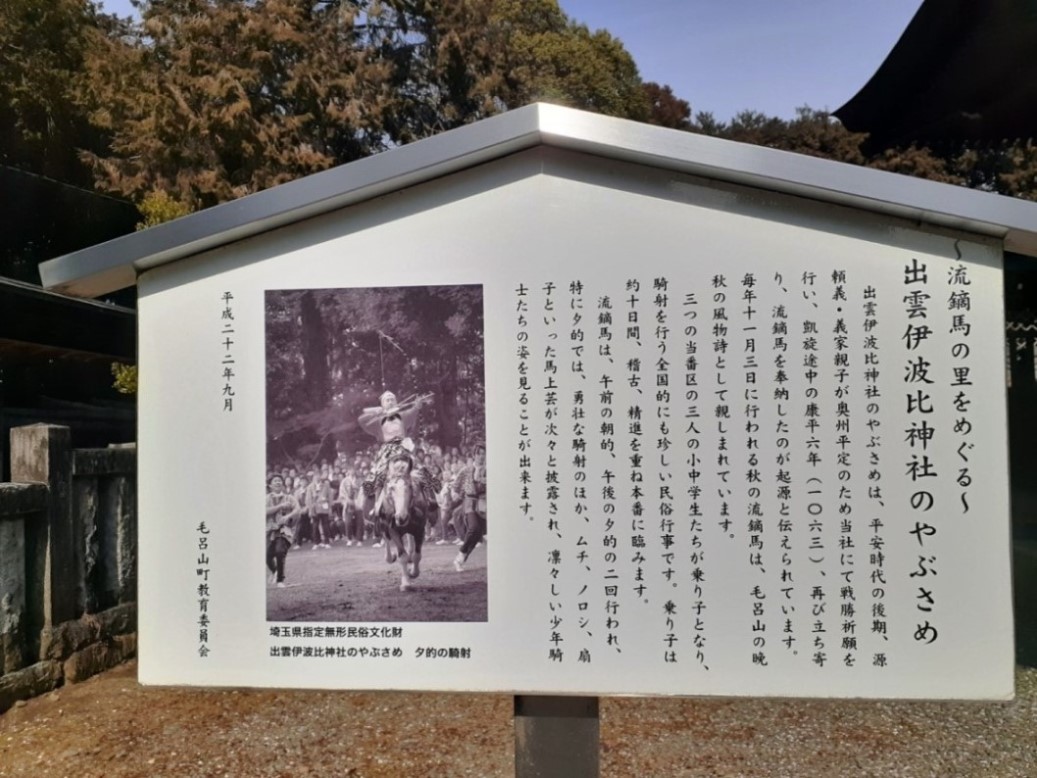 ～流鏑馬の里をめぐる～
出雲伊波比神社のやぶさめ
出雲伊波比神社のやぶさめは、平安時代の後期、源
頼義・義家親子が奥州平定のため当社にて戦勝祈願を
行い、凱旋途中の康平六年（一〇六三）、再び立ち寄
り、流鏑馬を奉納したのが起源と伝えられています。
毎年十一月三日に行われる秋の流鏑馬は、毛呂山の晩
秋の風物詩として親しまれています。
三つの当番区の三人の小中学生たちが乗り子となり、
騎射を行う全国的にも珍しい民俗行事です。乗り子は
約十日間、稽古、精進を重ね本番に臨みます。
流鏑馬は、午前の朝的、午後の夕的の二回行われ、
特に夕的では、勇壮な騎射のほか、ムチ、ノロシ、扇
子といった馬上芸が次々と披露され、凛々しい少年騎
士たちの姿を見ることが出来ます。
埼玉県指定無形民俗文化財
出雲伊波比神社のやぶさめ　夕的の騎射
平成二十二年九月
毛呂山町教育委員会